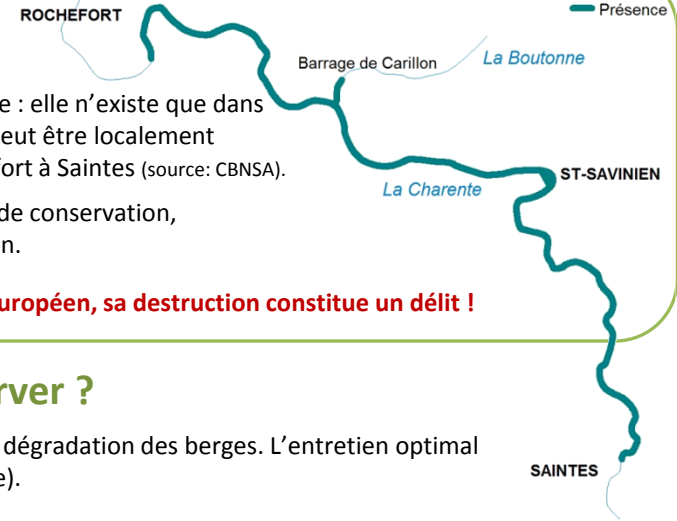 ROCHEFORT
Présence
Barrage de Carillon
La Boutonne
e : elle n’existe que dans
eut être localement
fort à Saintes (source: CBNSA).
La Charente
ST-SAVINIEN
de conservation,
n.
uropéen, sa destruction constitue un délit !
rver ?
dégradation des berges. L’entretien optimal
e).
SAINTES